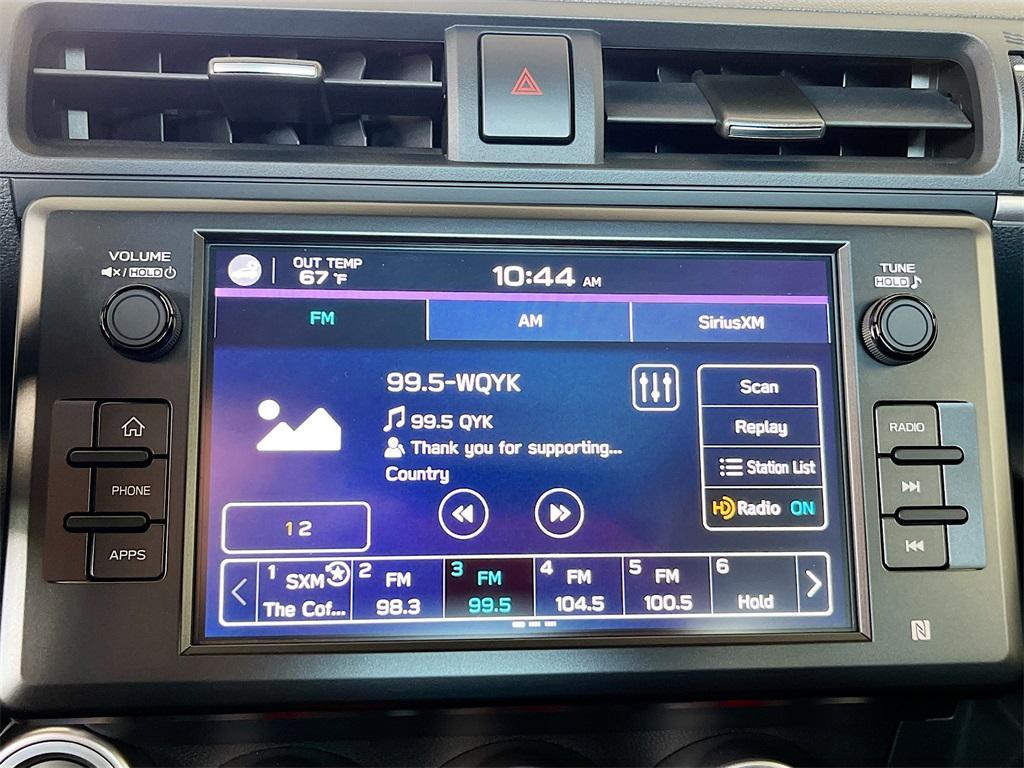 VOLUME
/ HOLD
TUNE
HOLD
OUT TEMP
67 °F
10:44 AM
FM
AM
SiriusXM
99.5-WQYK
99.5 QYK
Thank you for supporting...
Country
Scan
Replay
Station List
HD Radio ON
1 2
1 SXM
The Cof...
2 FM
98.3
3 FM
99.5
4 FM
104.5
5 FM
100.5
6
Hold
PHONE
APPS
RADIO
N